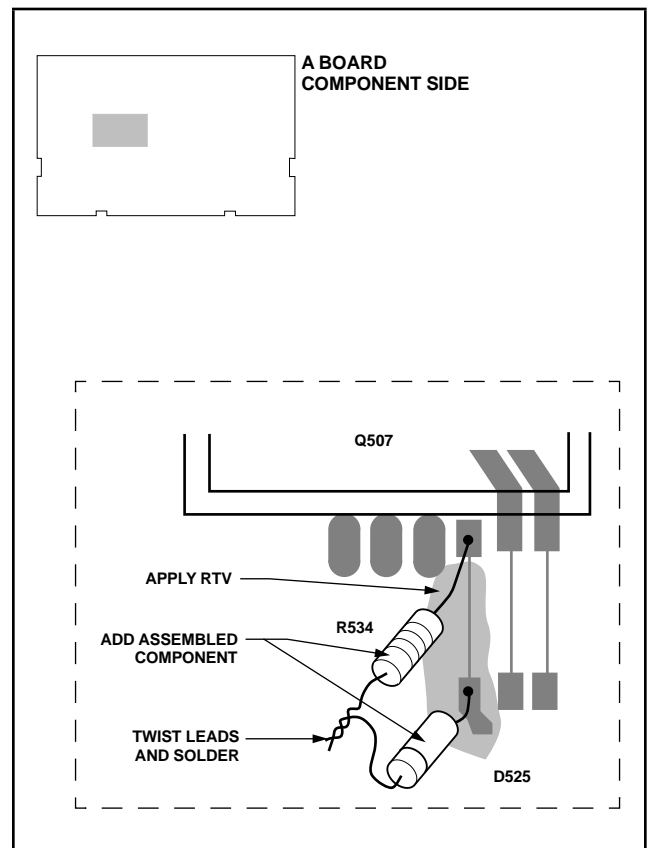 A BOARD
COMPONENT SIDE
Q507
APPLY RTV
R534
ADD ASSEMBLED
COMPONENT
TWIST LEADS
AND SOLDER
D525